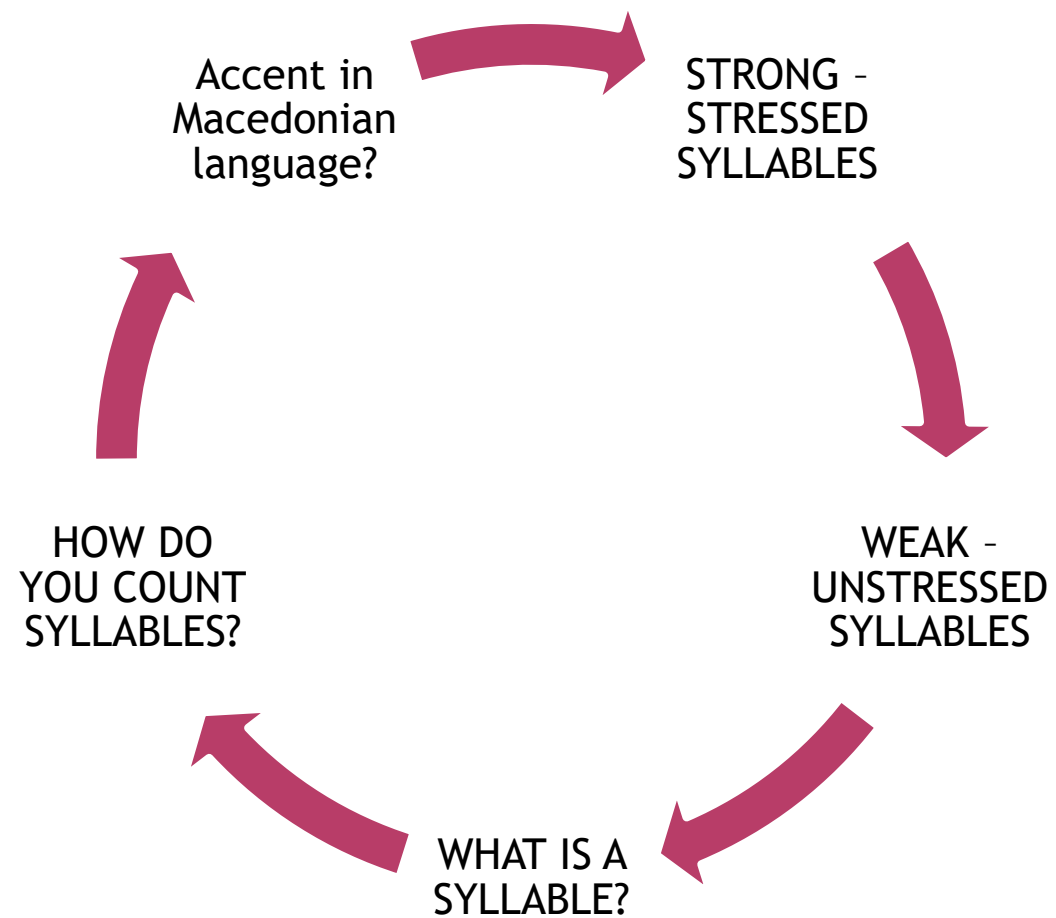 Accent in
Macedonian
language?
STRONG –
STRESSED
SYLLABLES
WEAK –
UNSTRESSED
SYLLABLES
WHAT IS A
SYLLABLE?
HOW DO
YOU COUNT
SYLLABLES?